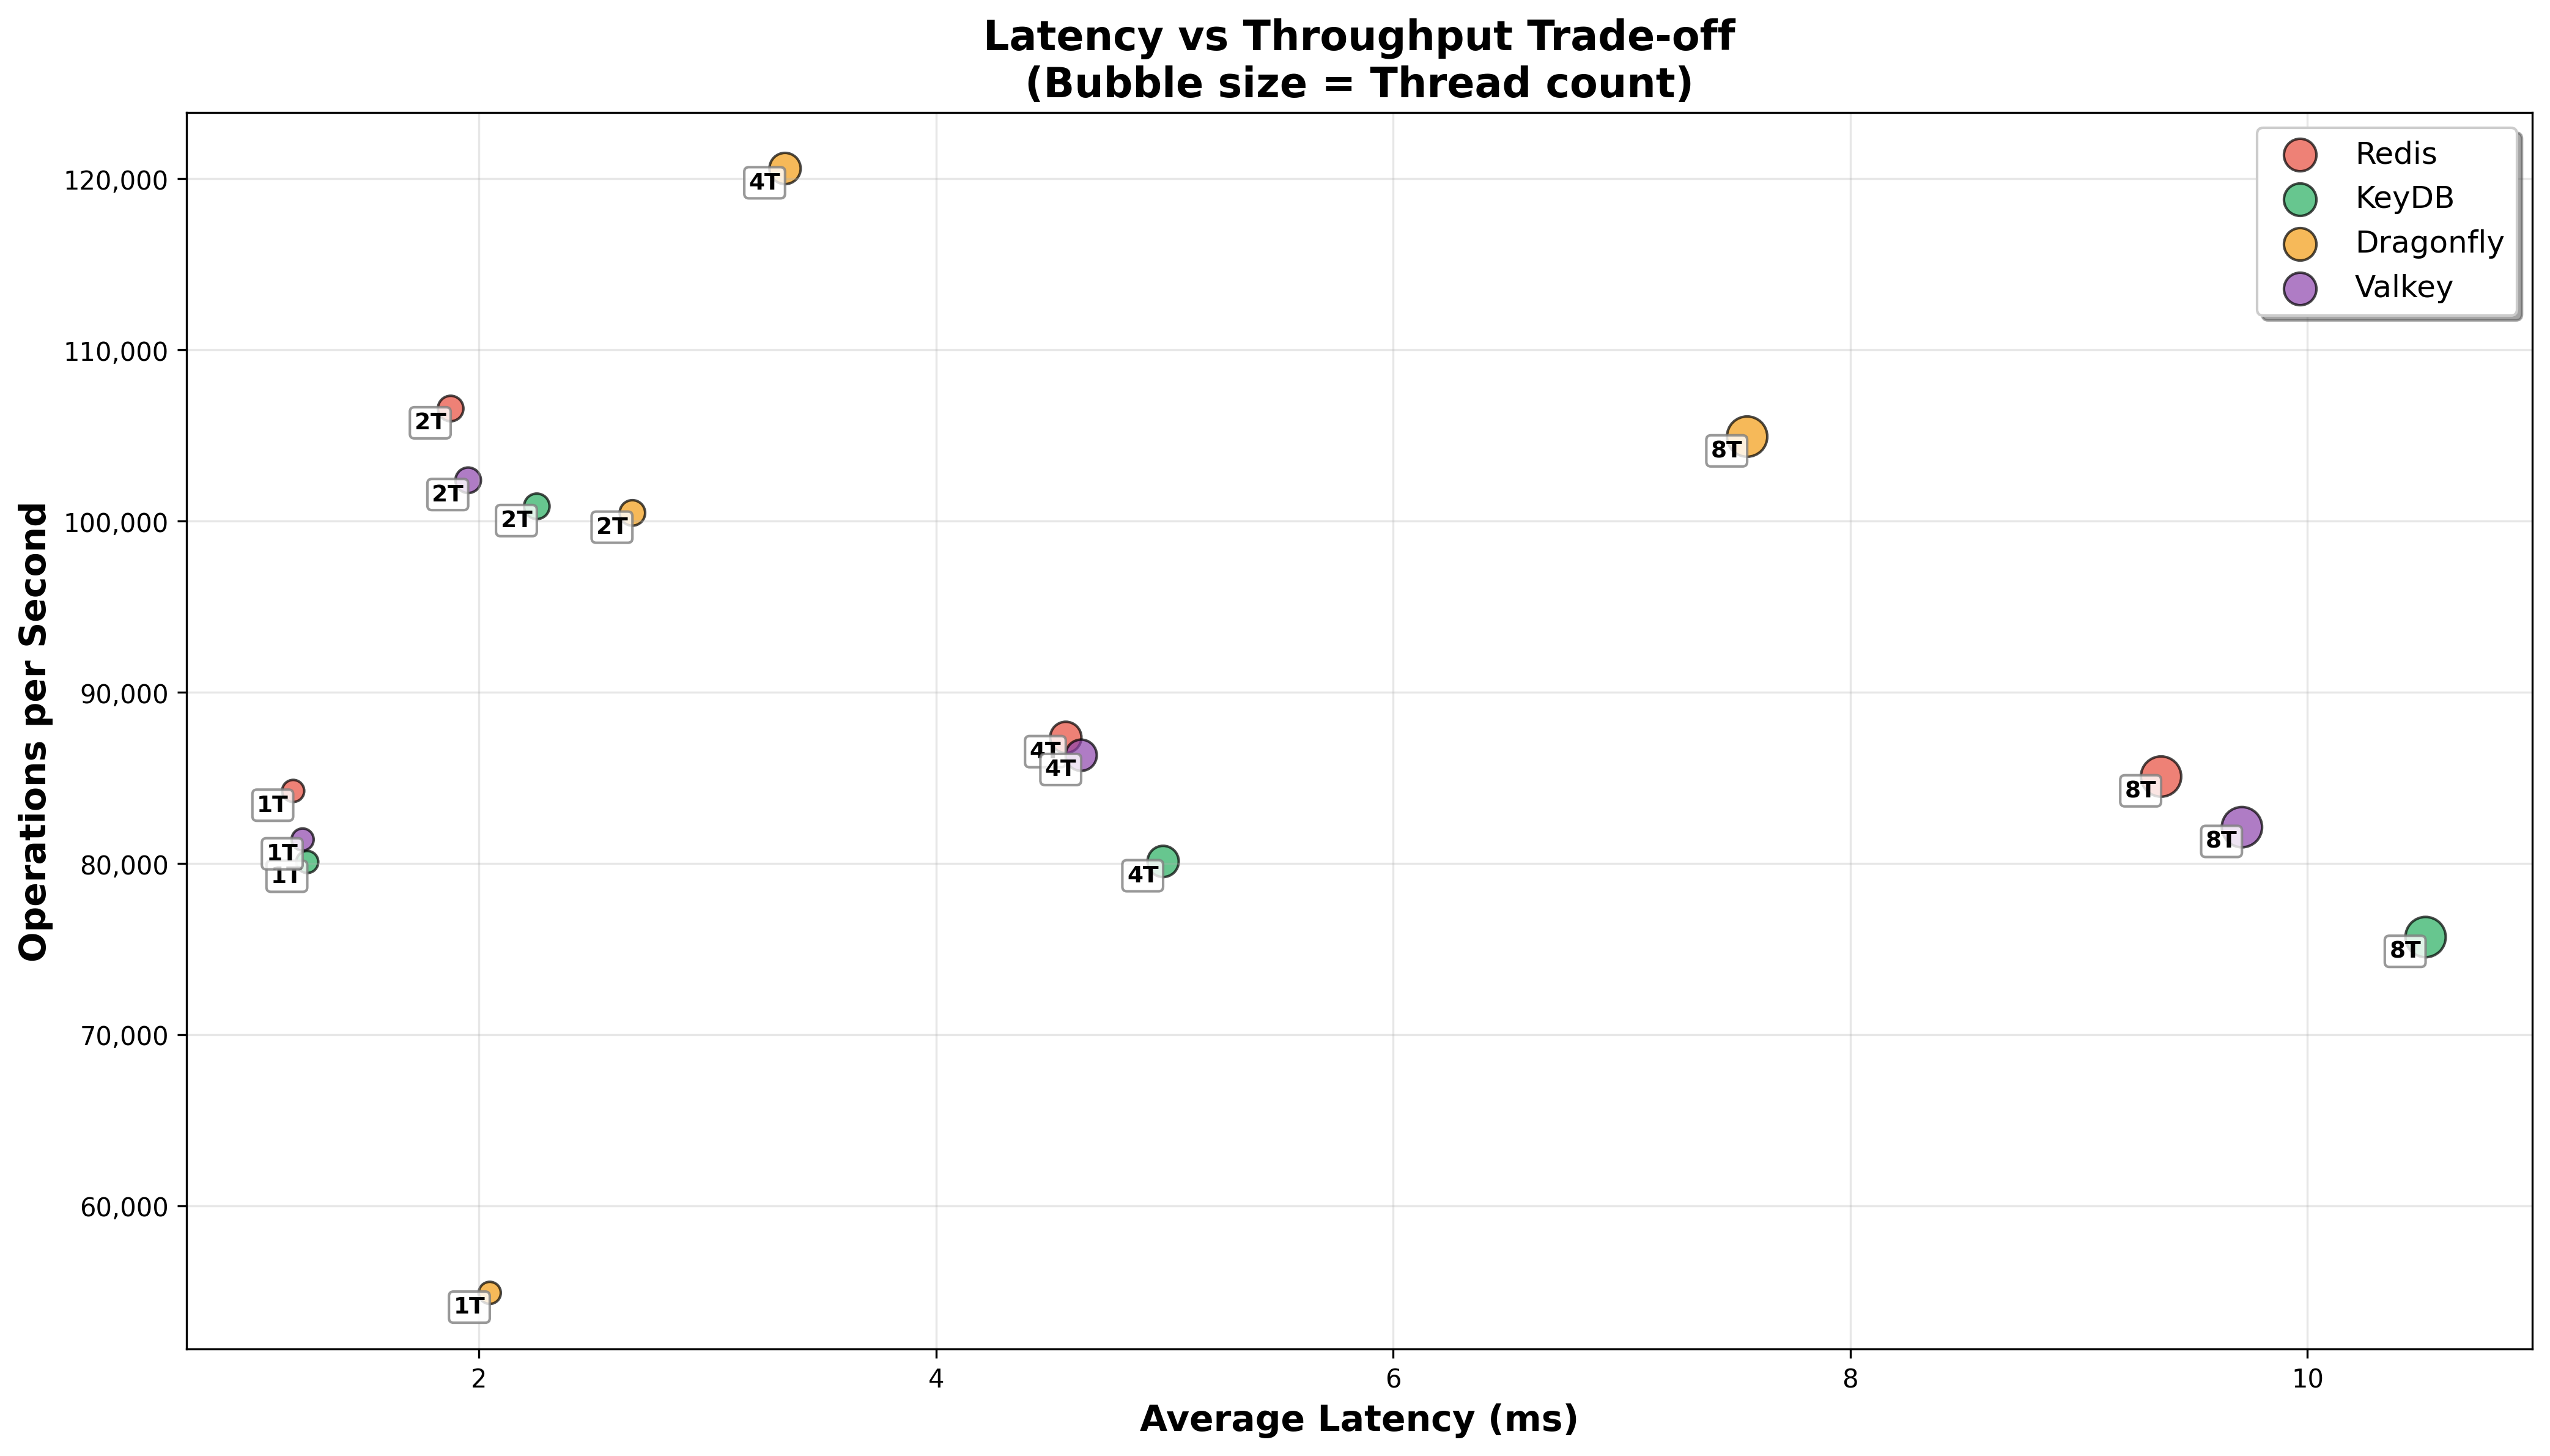 Latency vs Throughput Trade-off
(Bubble size = Thread count)
Redis
KeyDB
Dragonfly
Valkey
Operations per Second
120,000
110,000
100,000
90,000
80,000
70,000
60,000
4T
2T
2T
2T
2T
8T
4T
4T
1T
1T
1T
4T
8T
8T
8T
1T
2
4
6
8
10
Average Latency (ms)